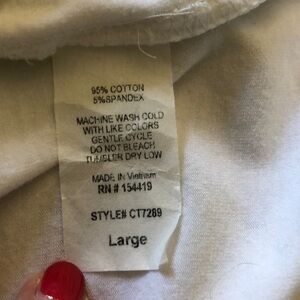 95% COTTON
5%SPANDEX
MACHINE WASH COLD
WITH LIKE COLORS
GENTLE CYCLE
DO NOT BLEACH
TUMBLER DRY LOW
MADE IN Vietnam
RN # 154419
STYLE# CT7289
Large